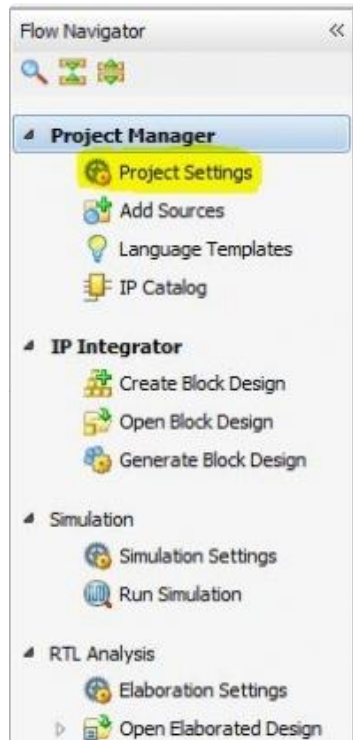 Flow Navigator
Project Manager
Project Settings
Add Sources
Language Templates
IP Catalog
IP Integrator
Create Block Design
Open Block Design
Generate Block Design
Simulation
Simulation Settings
Run Simulation
RTL Analysis
Elaboration Settings
Open Elaborated Design